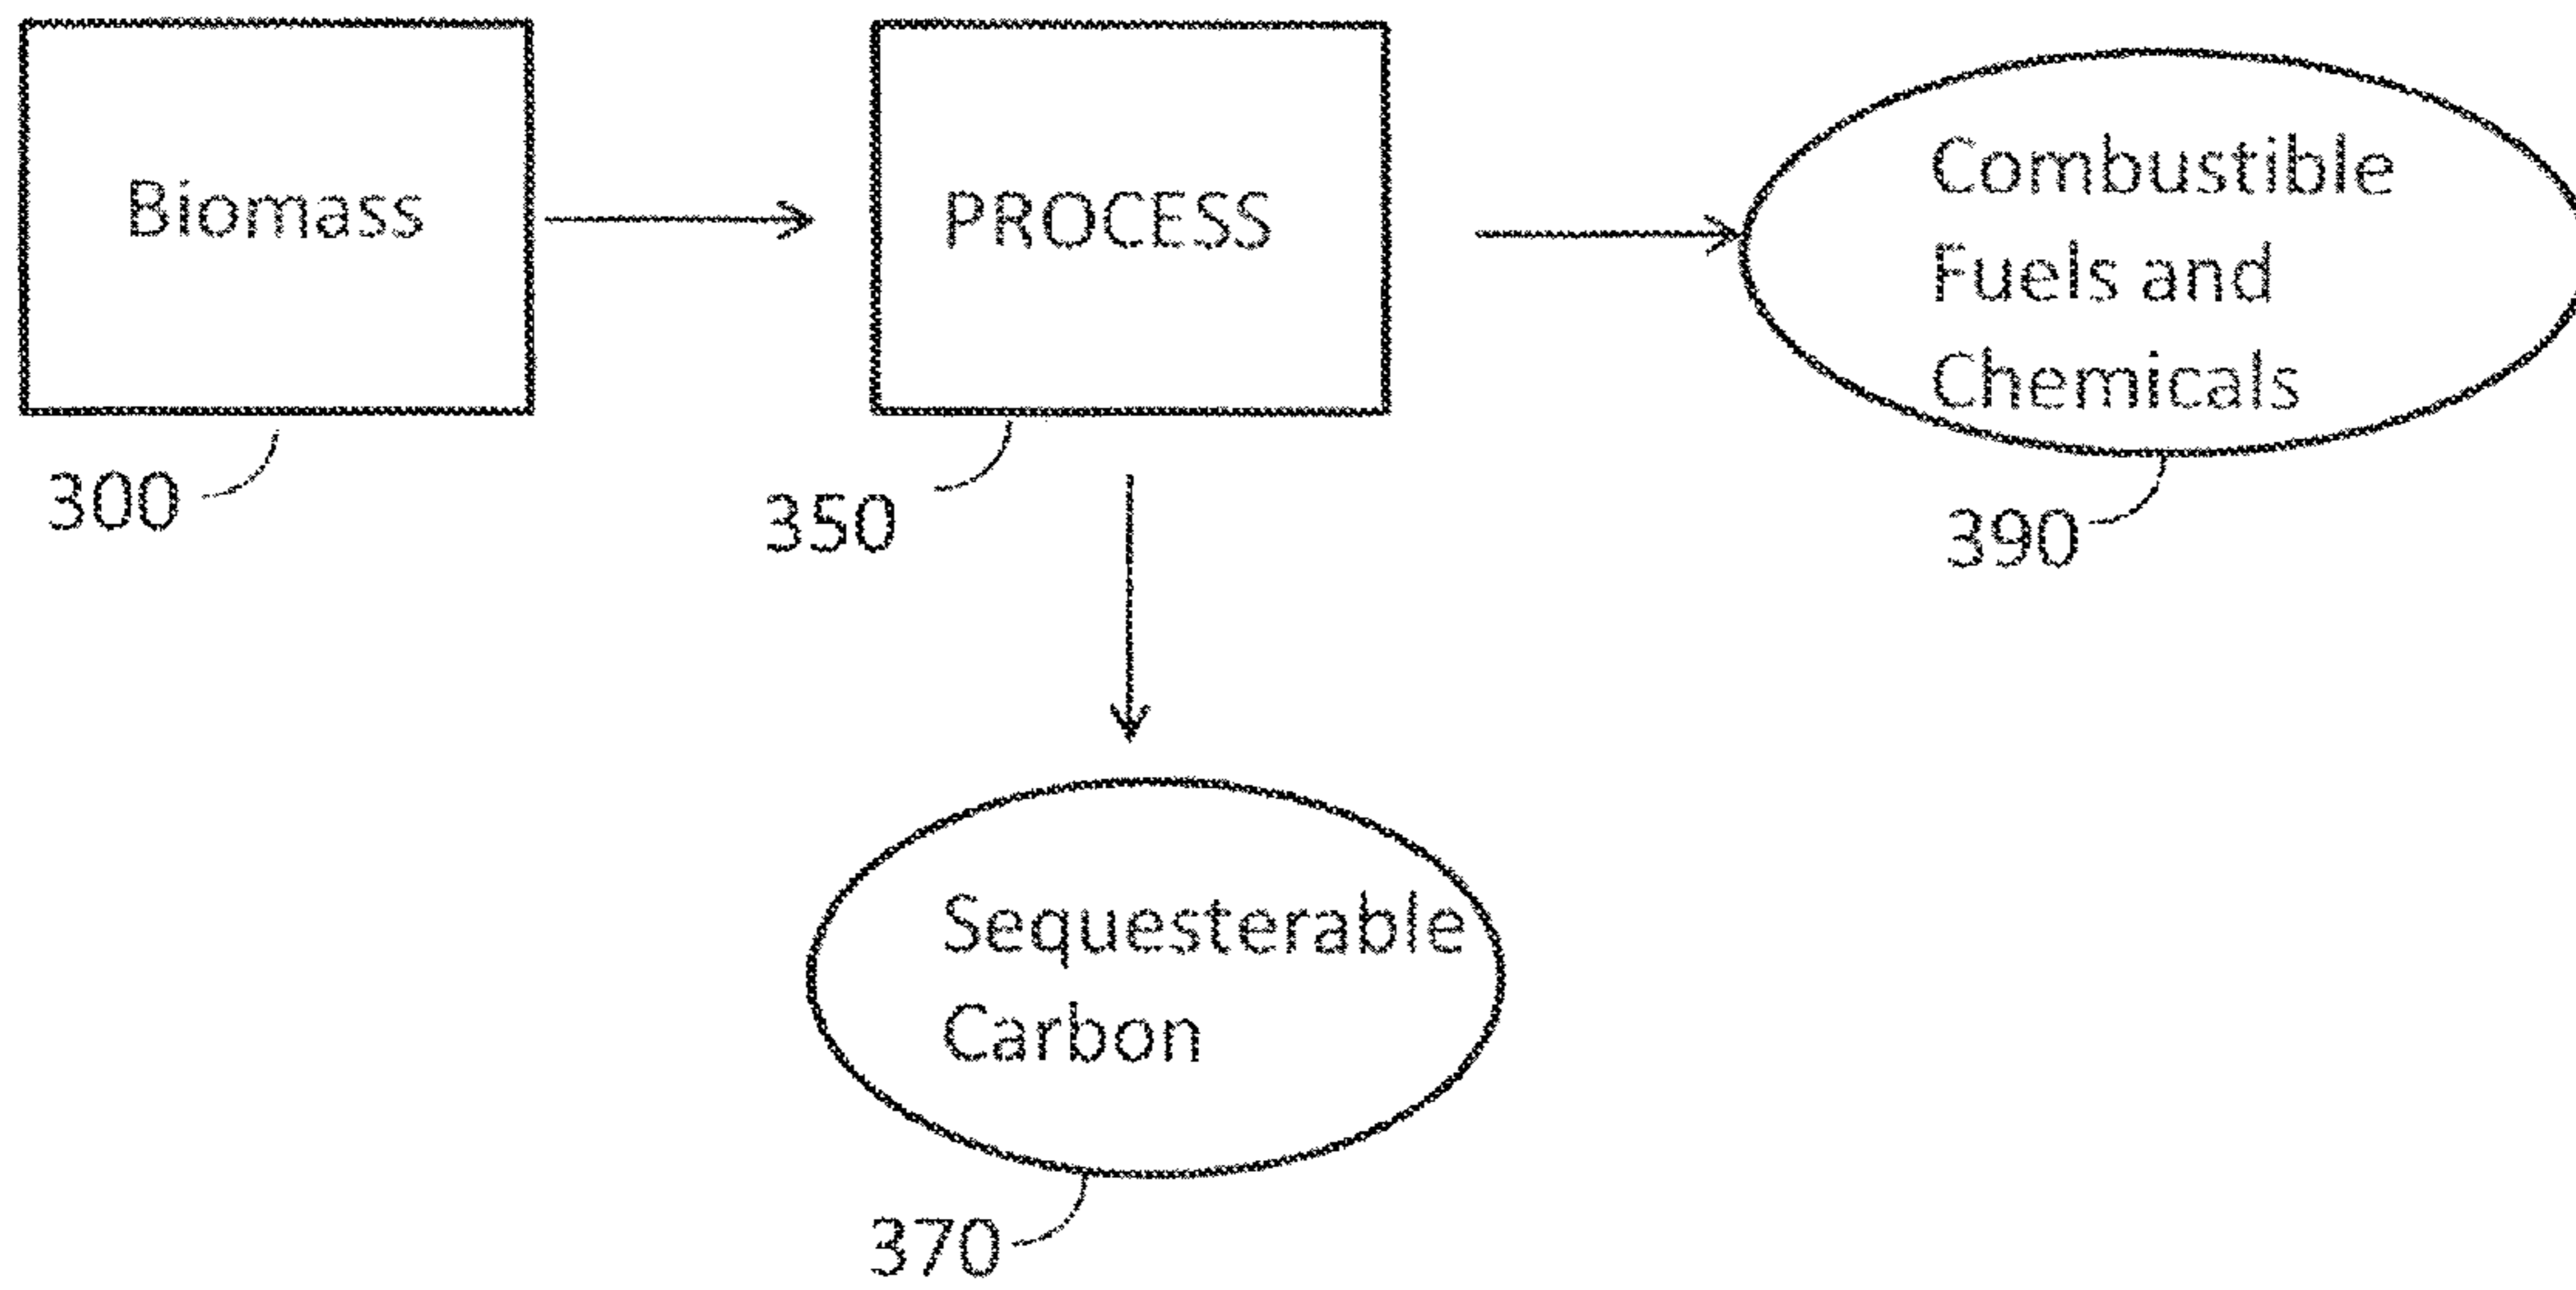 Biomass
PROCESS
Combustible
Fuels and
Chemicals
300
350
390
Sequesterable
Carbon
370